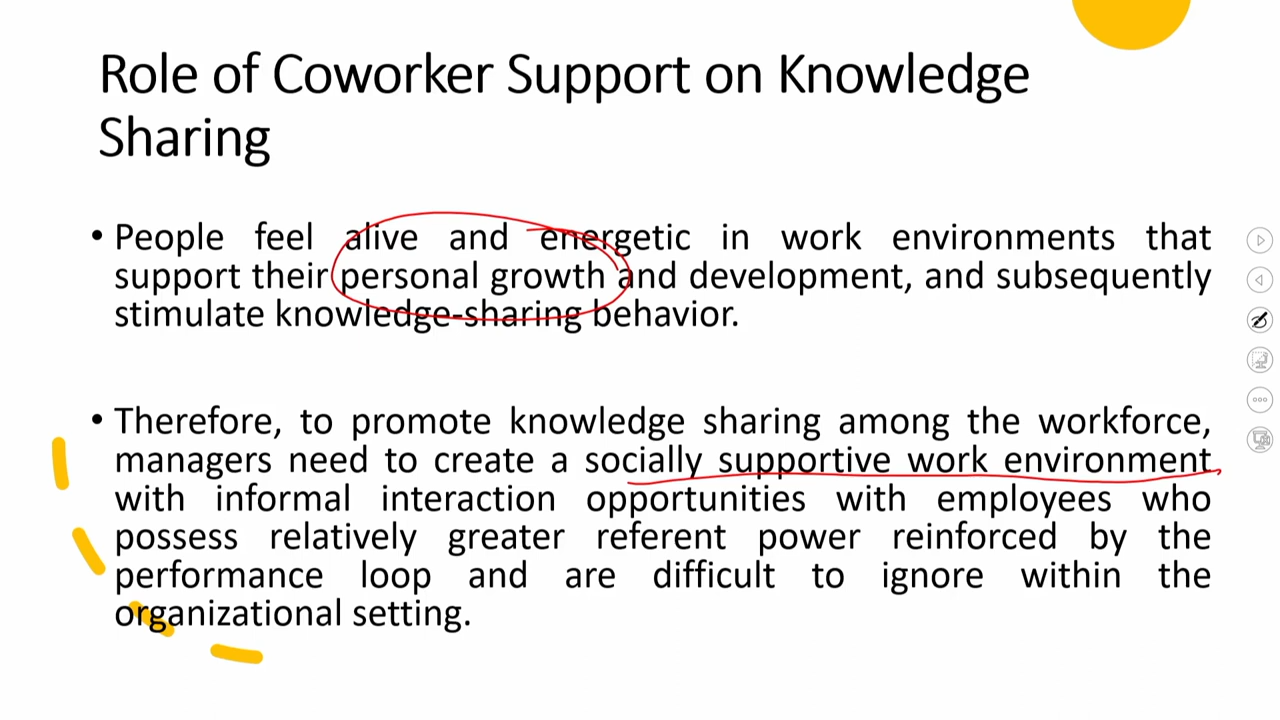 Role of Coworker Support on Knowledge
Sharing
• People feel alive and energetic in work environments that
support their personal growth and development, and subsequently
stimulate knowledge-sharing behavior.
• Therefore, to promote knowledge sharing among the workforce,
managers need to create a socially supportive work environment
with informal interaction opportunities with employees who
possess relatively greater referent power reinforced by the
performance loop and are difficult to ignore within the
organizational setting.